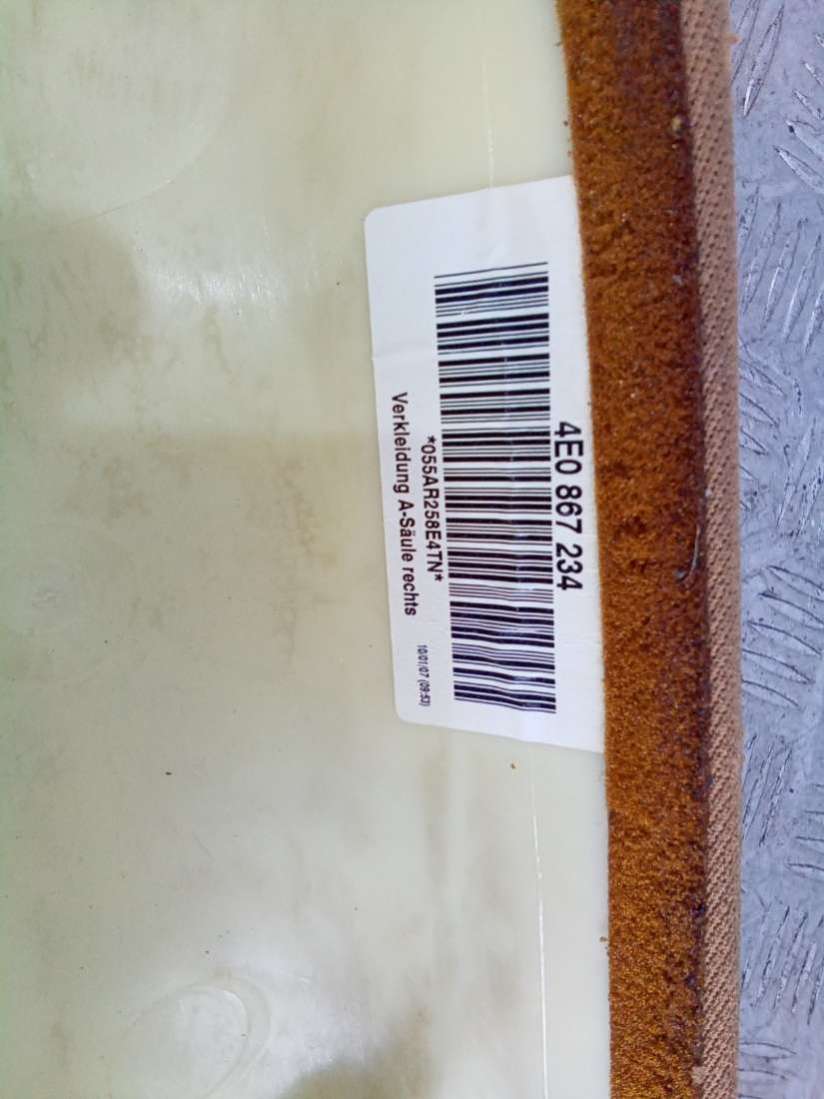 4E0 867 234
*055AR258E4TN*
Verkleidung A-Säule rechts
10/01/07 (09:53)